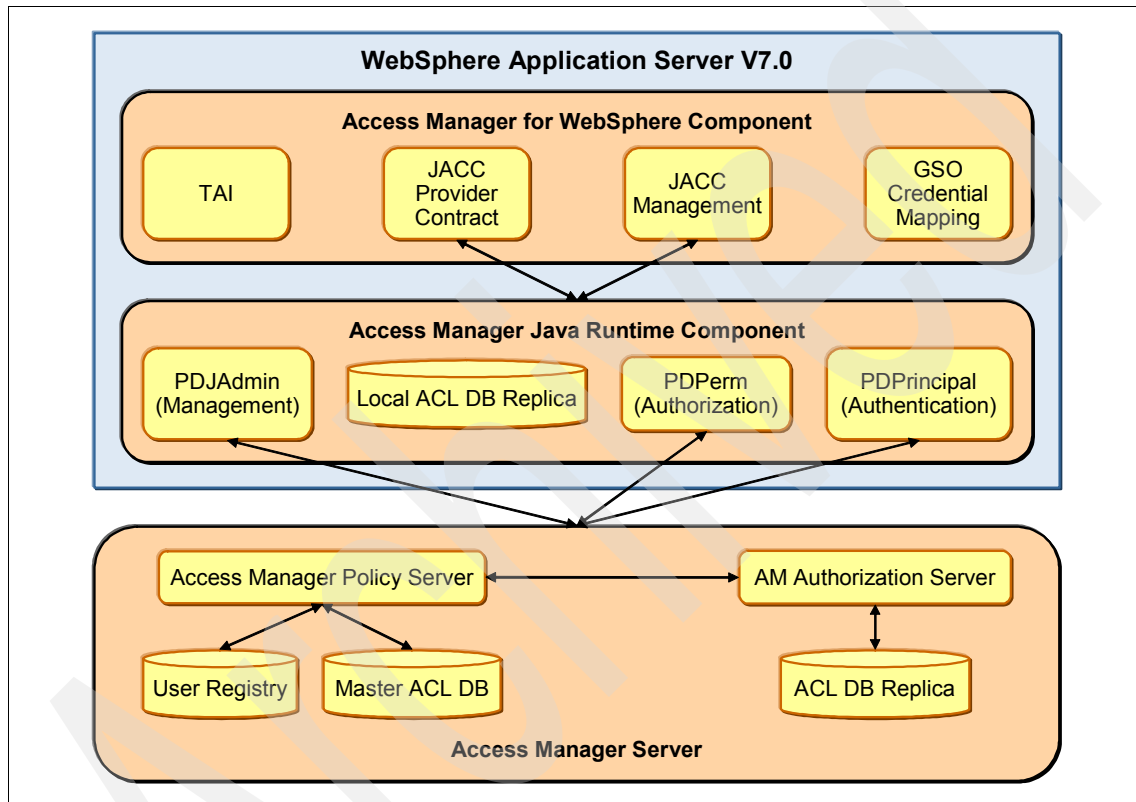 WebSphere Application Server V7.0
Access Manager for WebSphere Component
TAI
JACC
Provider
Contract
JACC
Management
GSO
Credential
Mapping
Access Manager Java Runtime Component
PDJAdmin
(Management)
Local ACL DB Replica
PDPerm
(Authorization)
PDPrincipal
(Authentication)
Access Manager Policy Server
AM Authorization Server
User Registry
Master ACL DB
ACL DB Replica
Access Manager Server
Archived